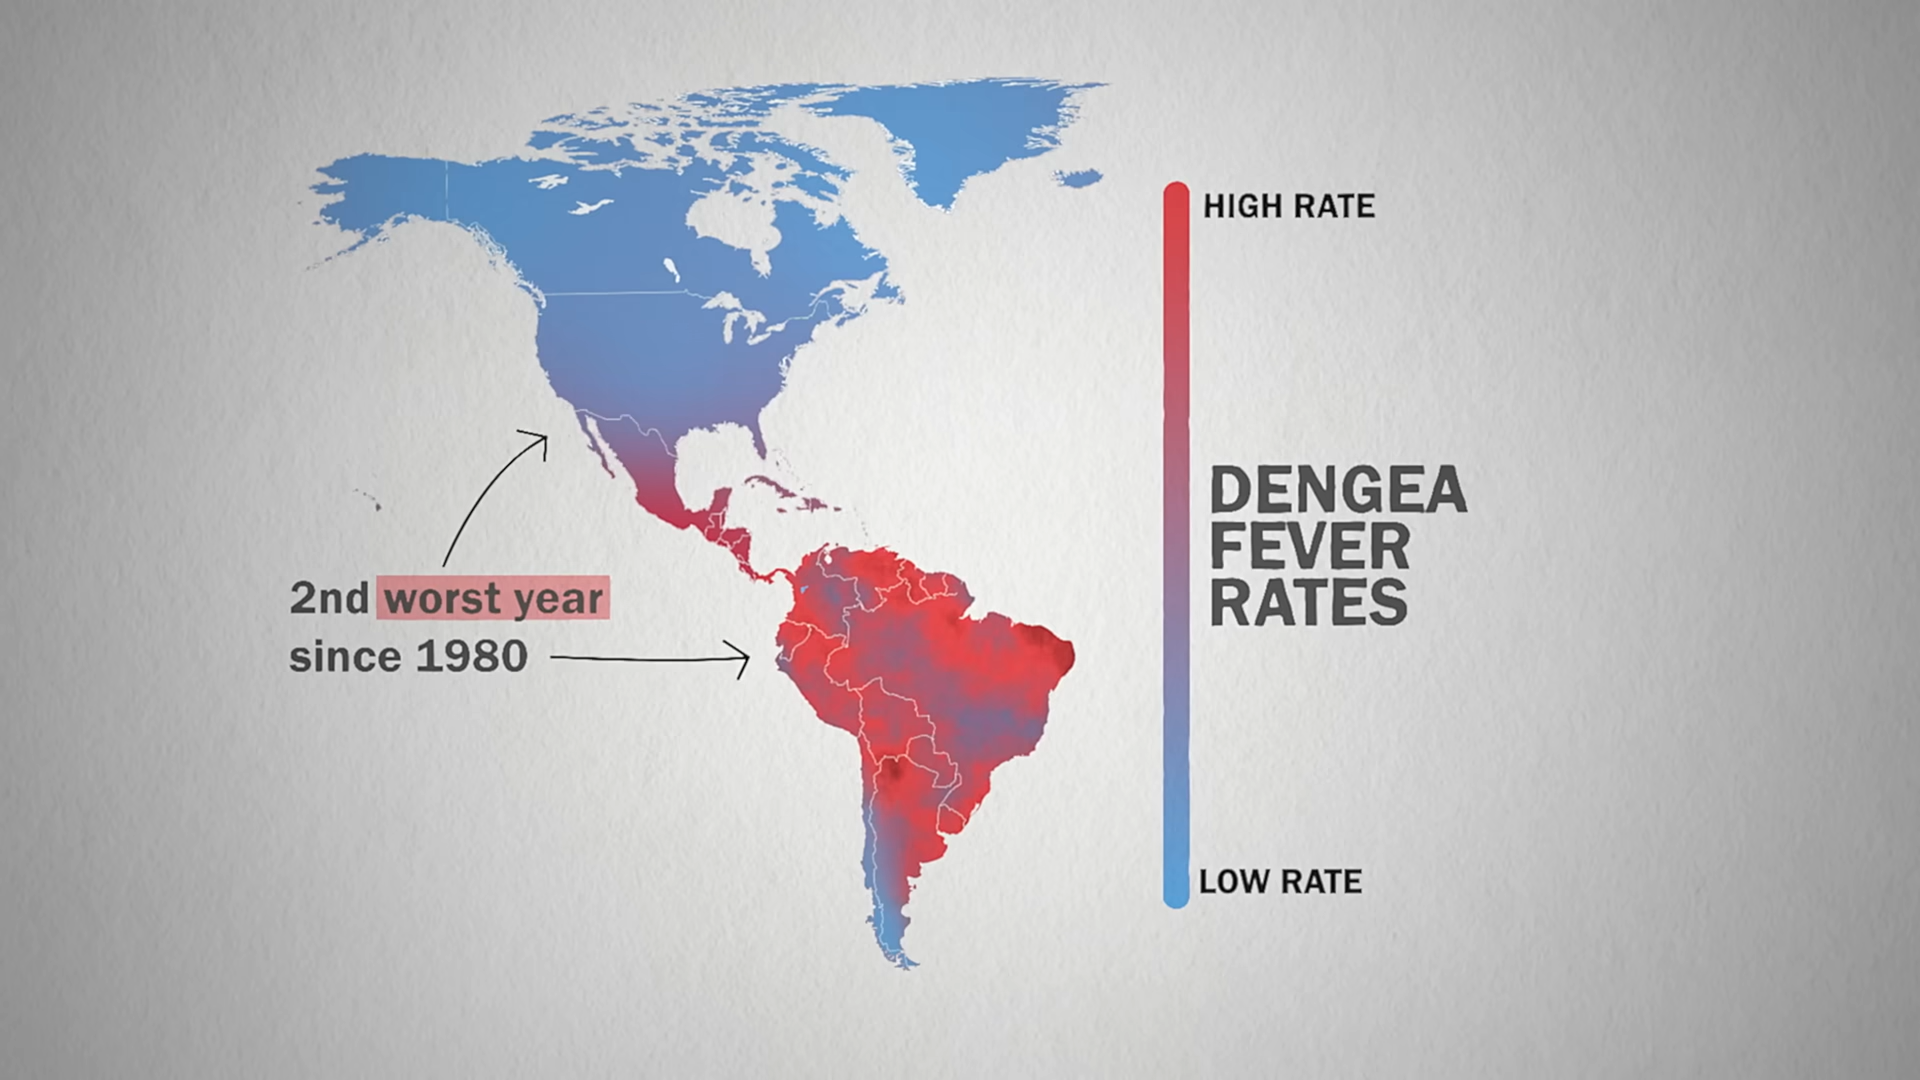 HIGH RATE
DENGEA
FEVER
RATES
2nd worst year
since 1980
LOW RATE